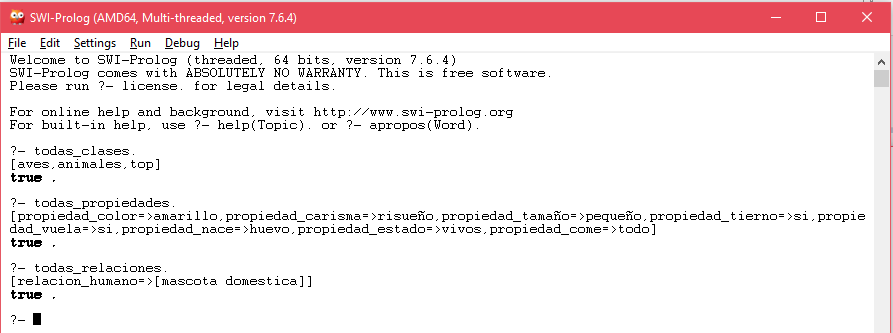 SWI-Prolog (AMD64, Multi-threaded, version 7.6.4)
File Edit Settings Run Debug Help
Welcome to SWI-Prolog (threaded, 64 bits, version 7.6.4)
SWI-Prolog comes with ABSOLUTELY NO WARRANTY. This is free software.
Please run ?- license. for legal details.
For online help and background, visit http://www.swi-prolog.org
For built-in help, use ?- help(Topic). or ?- apropos(Word).
?- todas_clases.
[aves,animales,top]
true .
?- todas_propiedades.
[propiedad_color=>amarillo,propiedad_carisma=>risueño,propiedad_tamaño=>pequeño,propiedad_tierno=>si,propie
dad_vuela=>si,propiedad_nace=>huevo,propiedad_estado=>vivos,propiedad_come=>todo]
true .
?- todas_relaciones.
[relacion_humano=>[mascota domestica]]
true .
?-